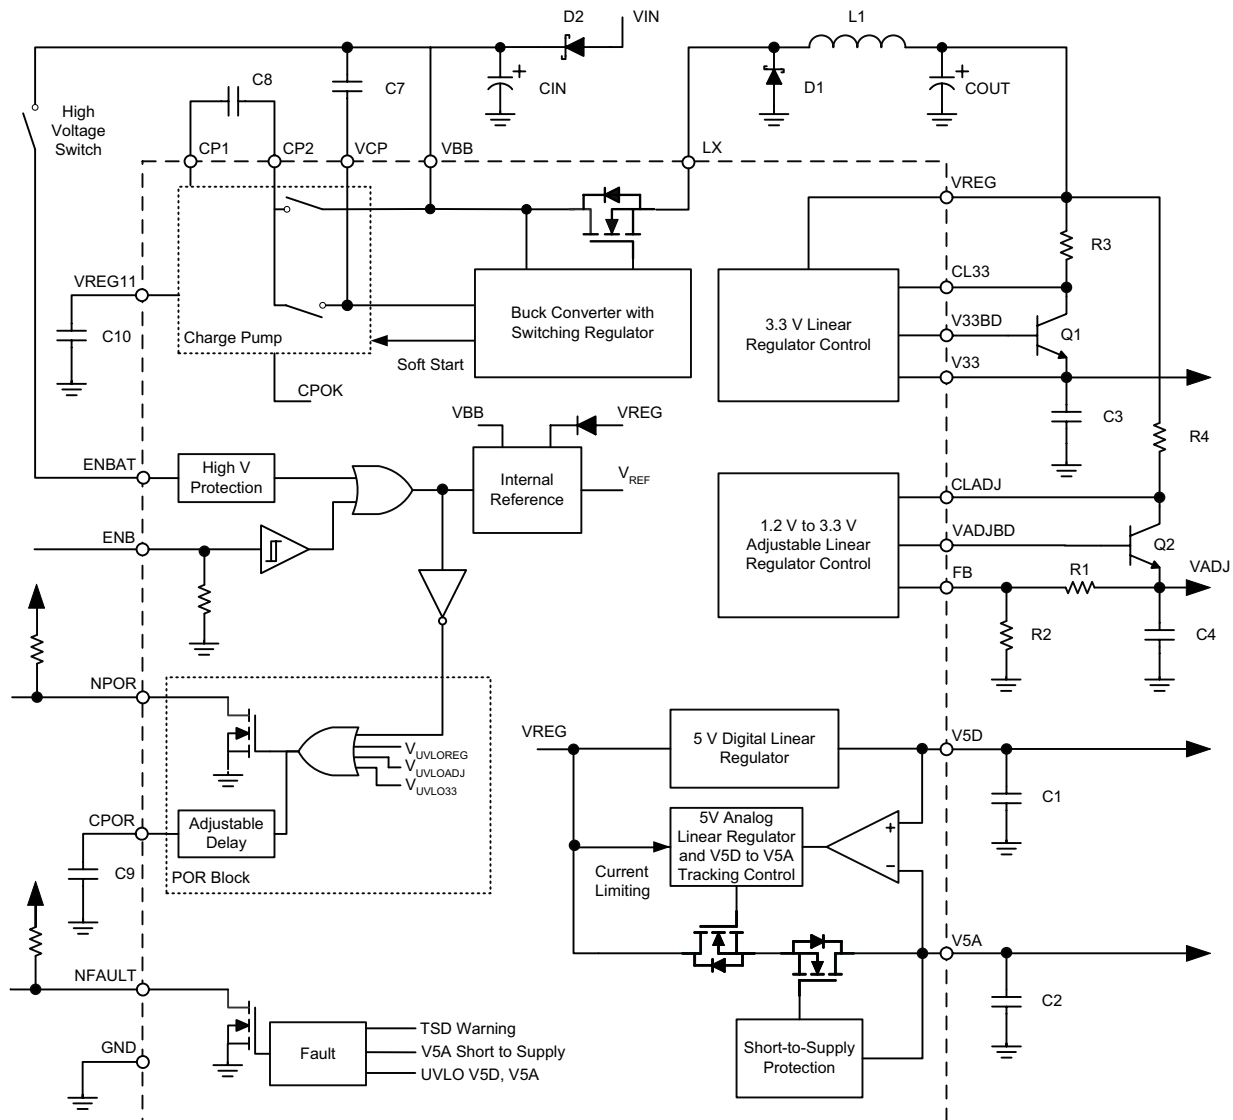 D2
VIN
L1
C8
C7
CIN
D1
COUT
High
Voltage
Switch
CP1
CP2
VCP
VBB
LX
VREG
R3
VREG11
CL33
C10
Charge Pump
Buck Converter with
Switching Regulator
3.3 V Linear
Regulator Control
V33BD
Q1
Soft Start
V33
CPOK
C3
VBB
VREG
R4
ENBAT
High V
Protection
Internal
Reference
VREF
CLADJ
1.2 V to 3.3 V
Adjustable Linear
Regulator Control
VADJBD
Q2
ENB
FB
R1
VADJ
R2
C4
NPOR
VREG
5 V Digital Linear
Regulator
V5D
VUVLOREG
VUVLOADJ
VUVLO33
C1
CPOR
Adjustable
Delay
5V Analog
Linear Regulator
and V5D to V5A
Tracking Control
+
−
C9
POR Block
Current
Limiting
V5A
NFAULT
C2
TSD Warning
Fault
V5A Short to Supply
UVLO V5D, V5A
Short-to-Supply
Protection
GND